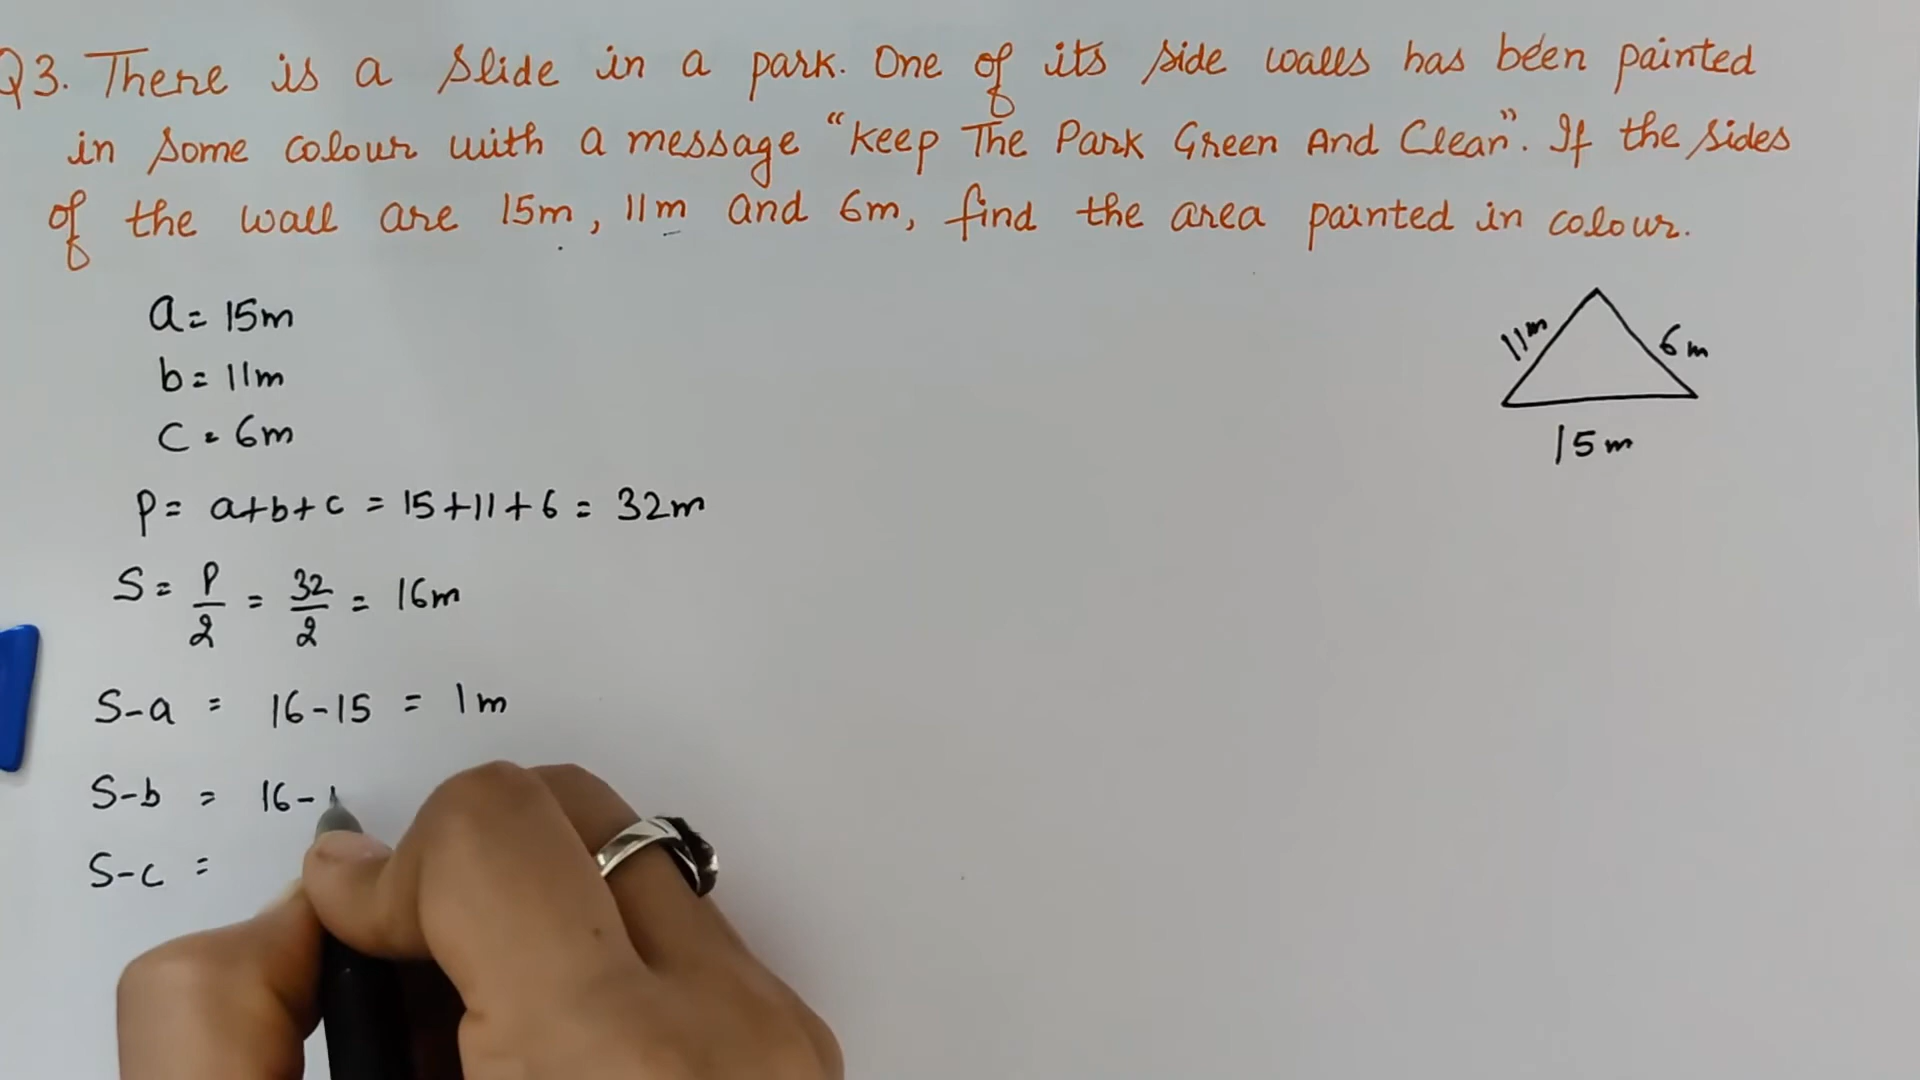 Q3. There is a slide in a park. One of its side walls has been painted
in some colour with a message "Keep The Park Green And Clean". If the sides
of the wall are 15m, 11m and 6m, find the area painted in colour.
a = 15m
b = 11m
c = 6m
11m
6m
15m
P = a+b+c = 15+11+6 = 32m
S = P/2 = 32/2 = 16m
S-a = 16-15 = 1m
S-b = 16-1
S-c =